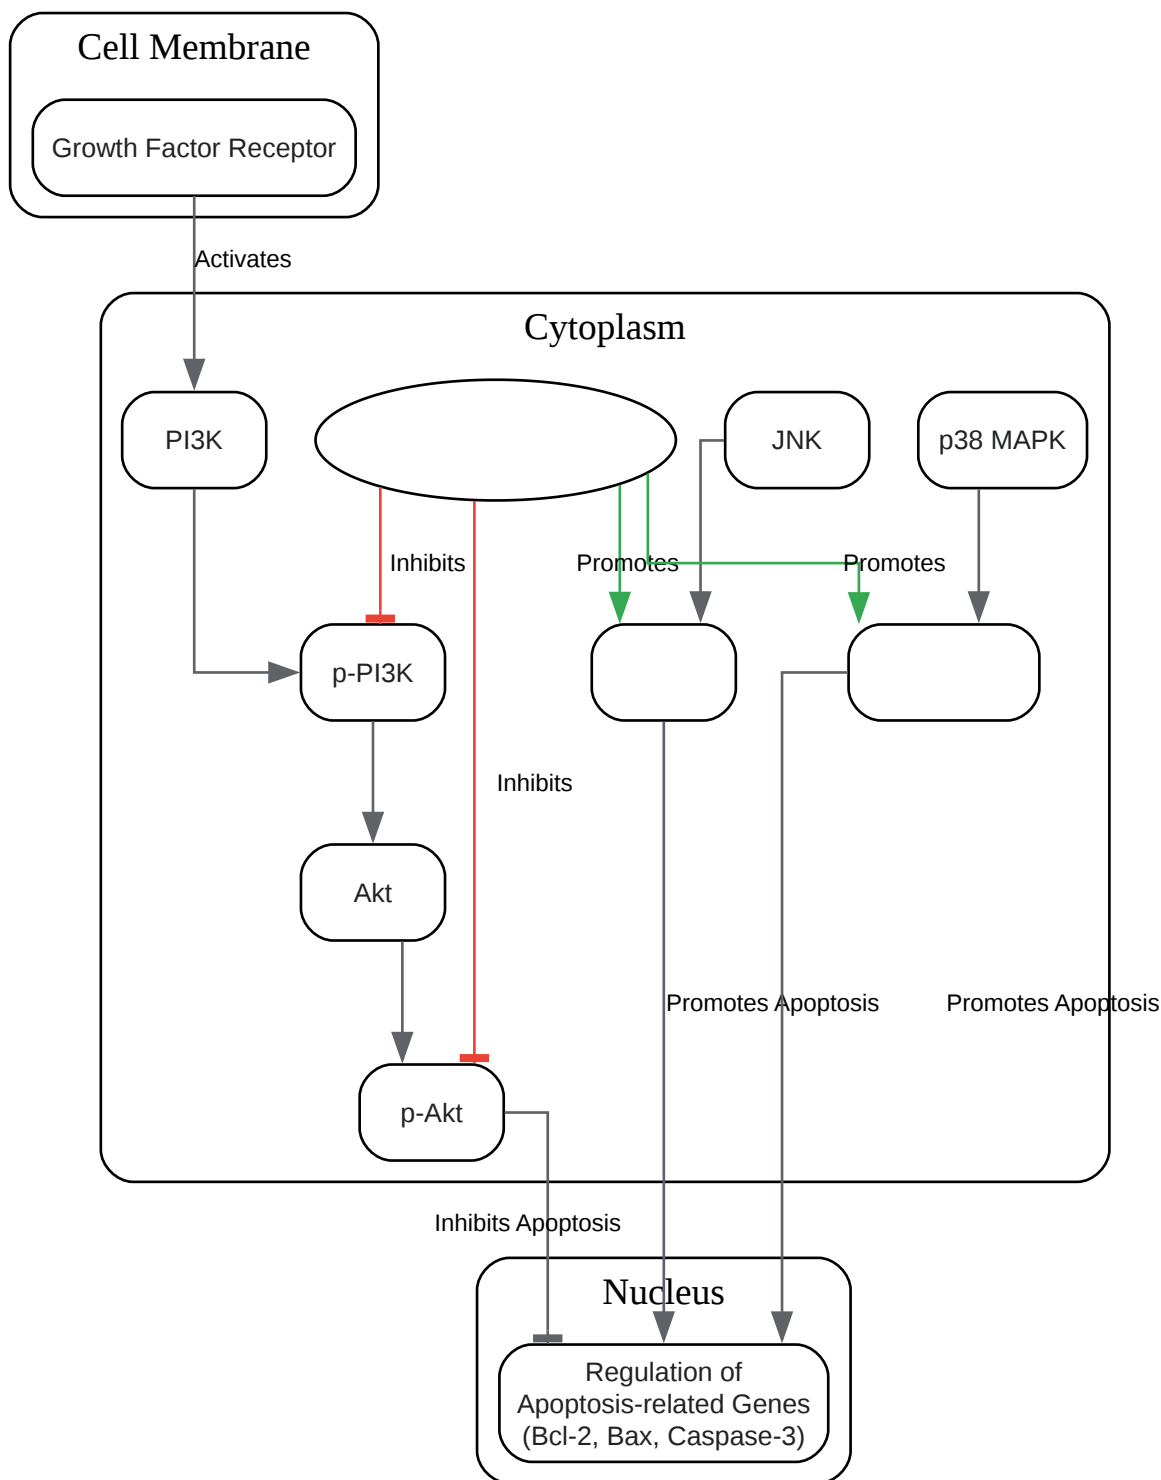 Cell Membrane
Growth Factor Receptor
Activates
Cytoplasm
PI3K
JNK
p38 MAPK
Inhibits
Promotes
Promotes
p-PI3K
Inhibits
Akt
Promotes Apoptosis
Promotes Apoptosis
p-Akt
Inhibits Apoptosis
Nucleus
Regulation of
Apoptosis-related Genes
(Bcl-2, Bax, Caspase-3)